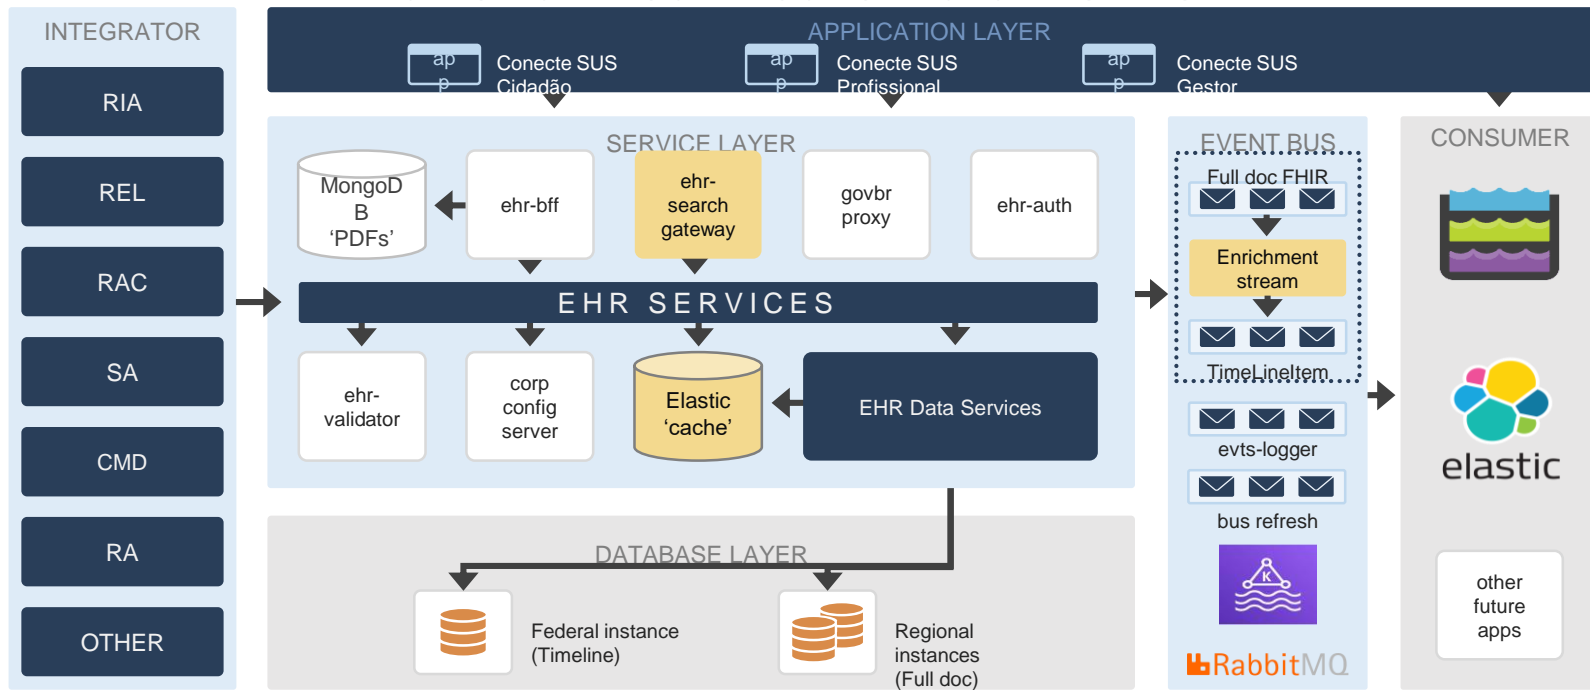 INTEGRATOR
RIA
REL
RAC
SA
CMD
RA
OTHER
APPLICATION LAYER
ap
p
Conecte SUS
Cidadão
ap
p
Conecte SUS
Profissional
ap
p
Conecte SUS
Gestor
SERVICE LAYER
MongoD
B
‘PDFs’
ehr-bff
ehr-
search
gateway
govbr
proxy
ehr-auth
EHR SERVICES
ehr-
validator
corp
config
server
Elastic
‘cache’
EHR Data Services
DATABASE LAYER
Federal instance
(Timeline)
Regional
instances
(Full doc)
EVENT BUS
Full doc FHIR
Enrichment
stream
TimeLineItem
evts-logger
bus refresh
K
RabbitMQ
CONSUMER
elastic
other
future
apps